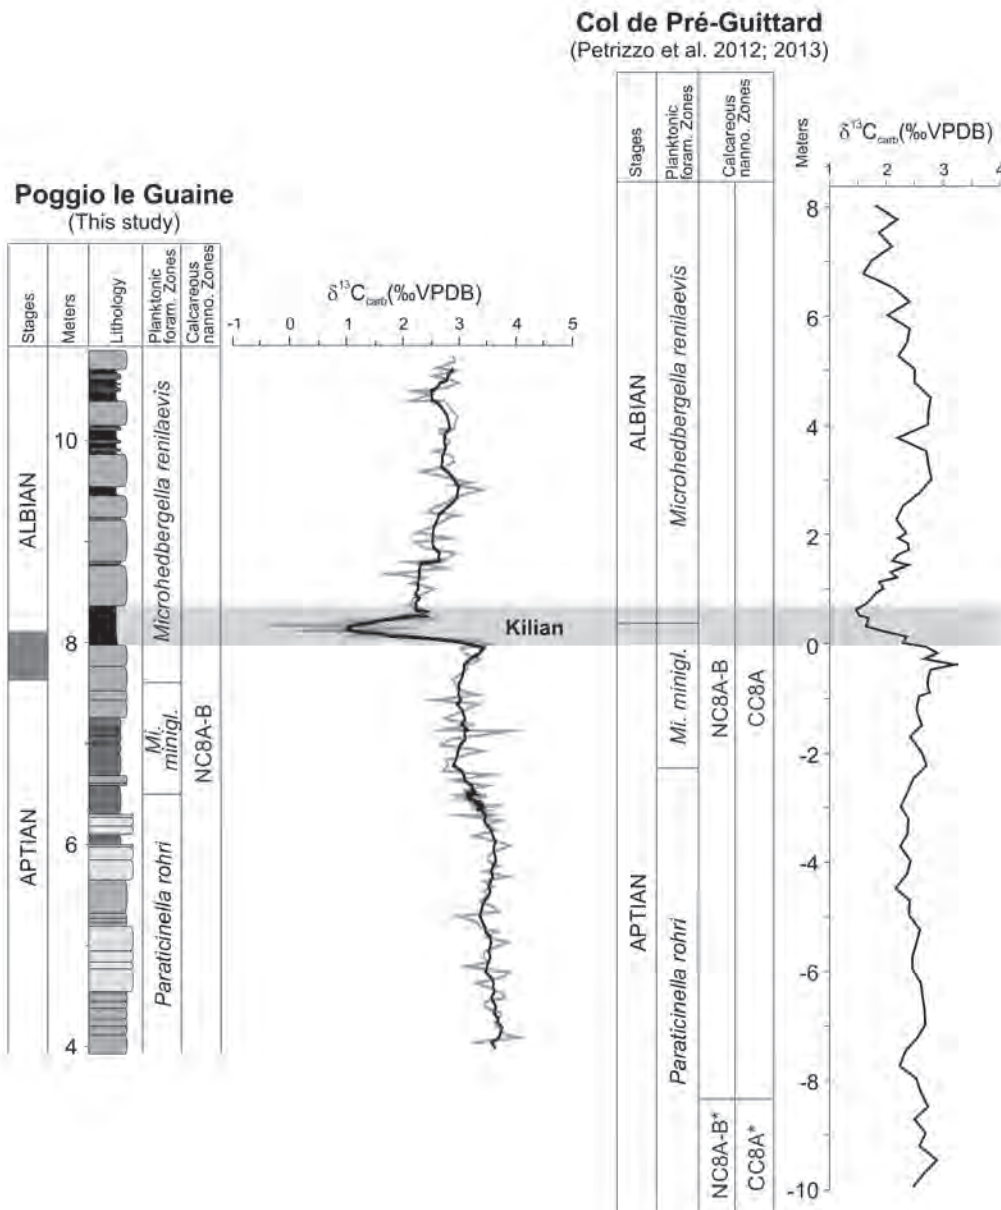 Col de Pré-Guittard
(Petrizzo et al. 2012; 2013)
Stages
Planktonic
foram. Zones
Calcareous
nanno. Zones
Meters
δ13Ccarb(‰VPDB)
1 2 3 4
8
6
4
2
0
-2
-4
-6
-8
-10
ALBIAN
APTIAN
Microhedbergella renilaevis
Mi. minigl.
Paraticinella rohri
NC8A-B
CC8A
NC8A-B*
CC8A*
Poggio le Guaine
(This study)
Stages
Meters
Lithology
Planktonic
foram. Zones
Calcareous
nanno. Zones
δ13Ccarb(‰VPDB)
-1 0 1 2 3 4 5
10
8
6
4
ALBIAN
APTIAN
Microhedbergella renilaevis
Mi.
minigl.
Paraticinella rohri
NC8A-B
Kilian